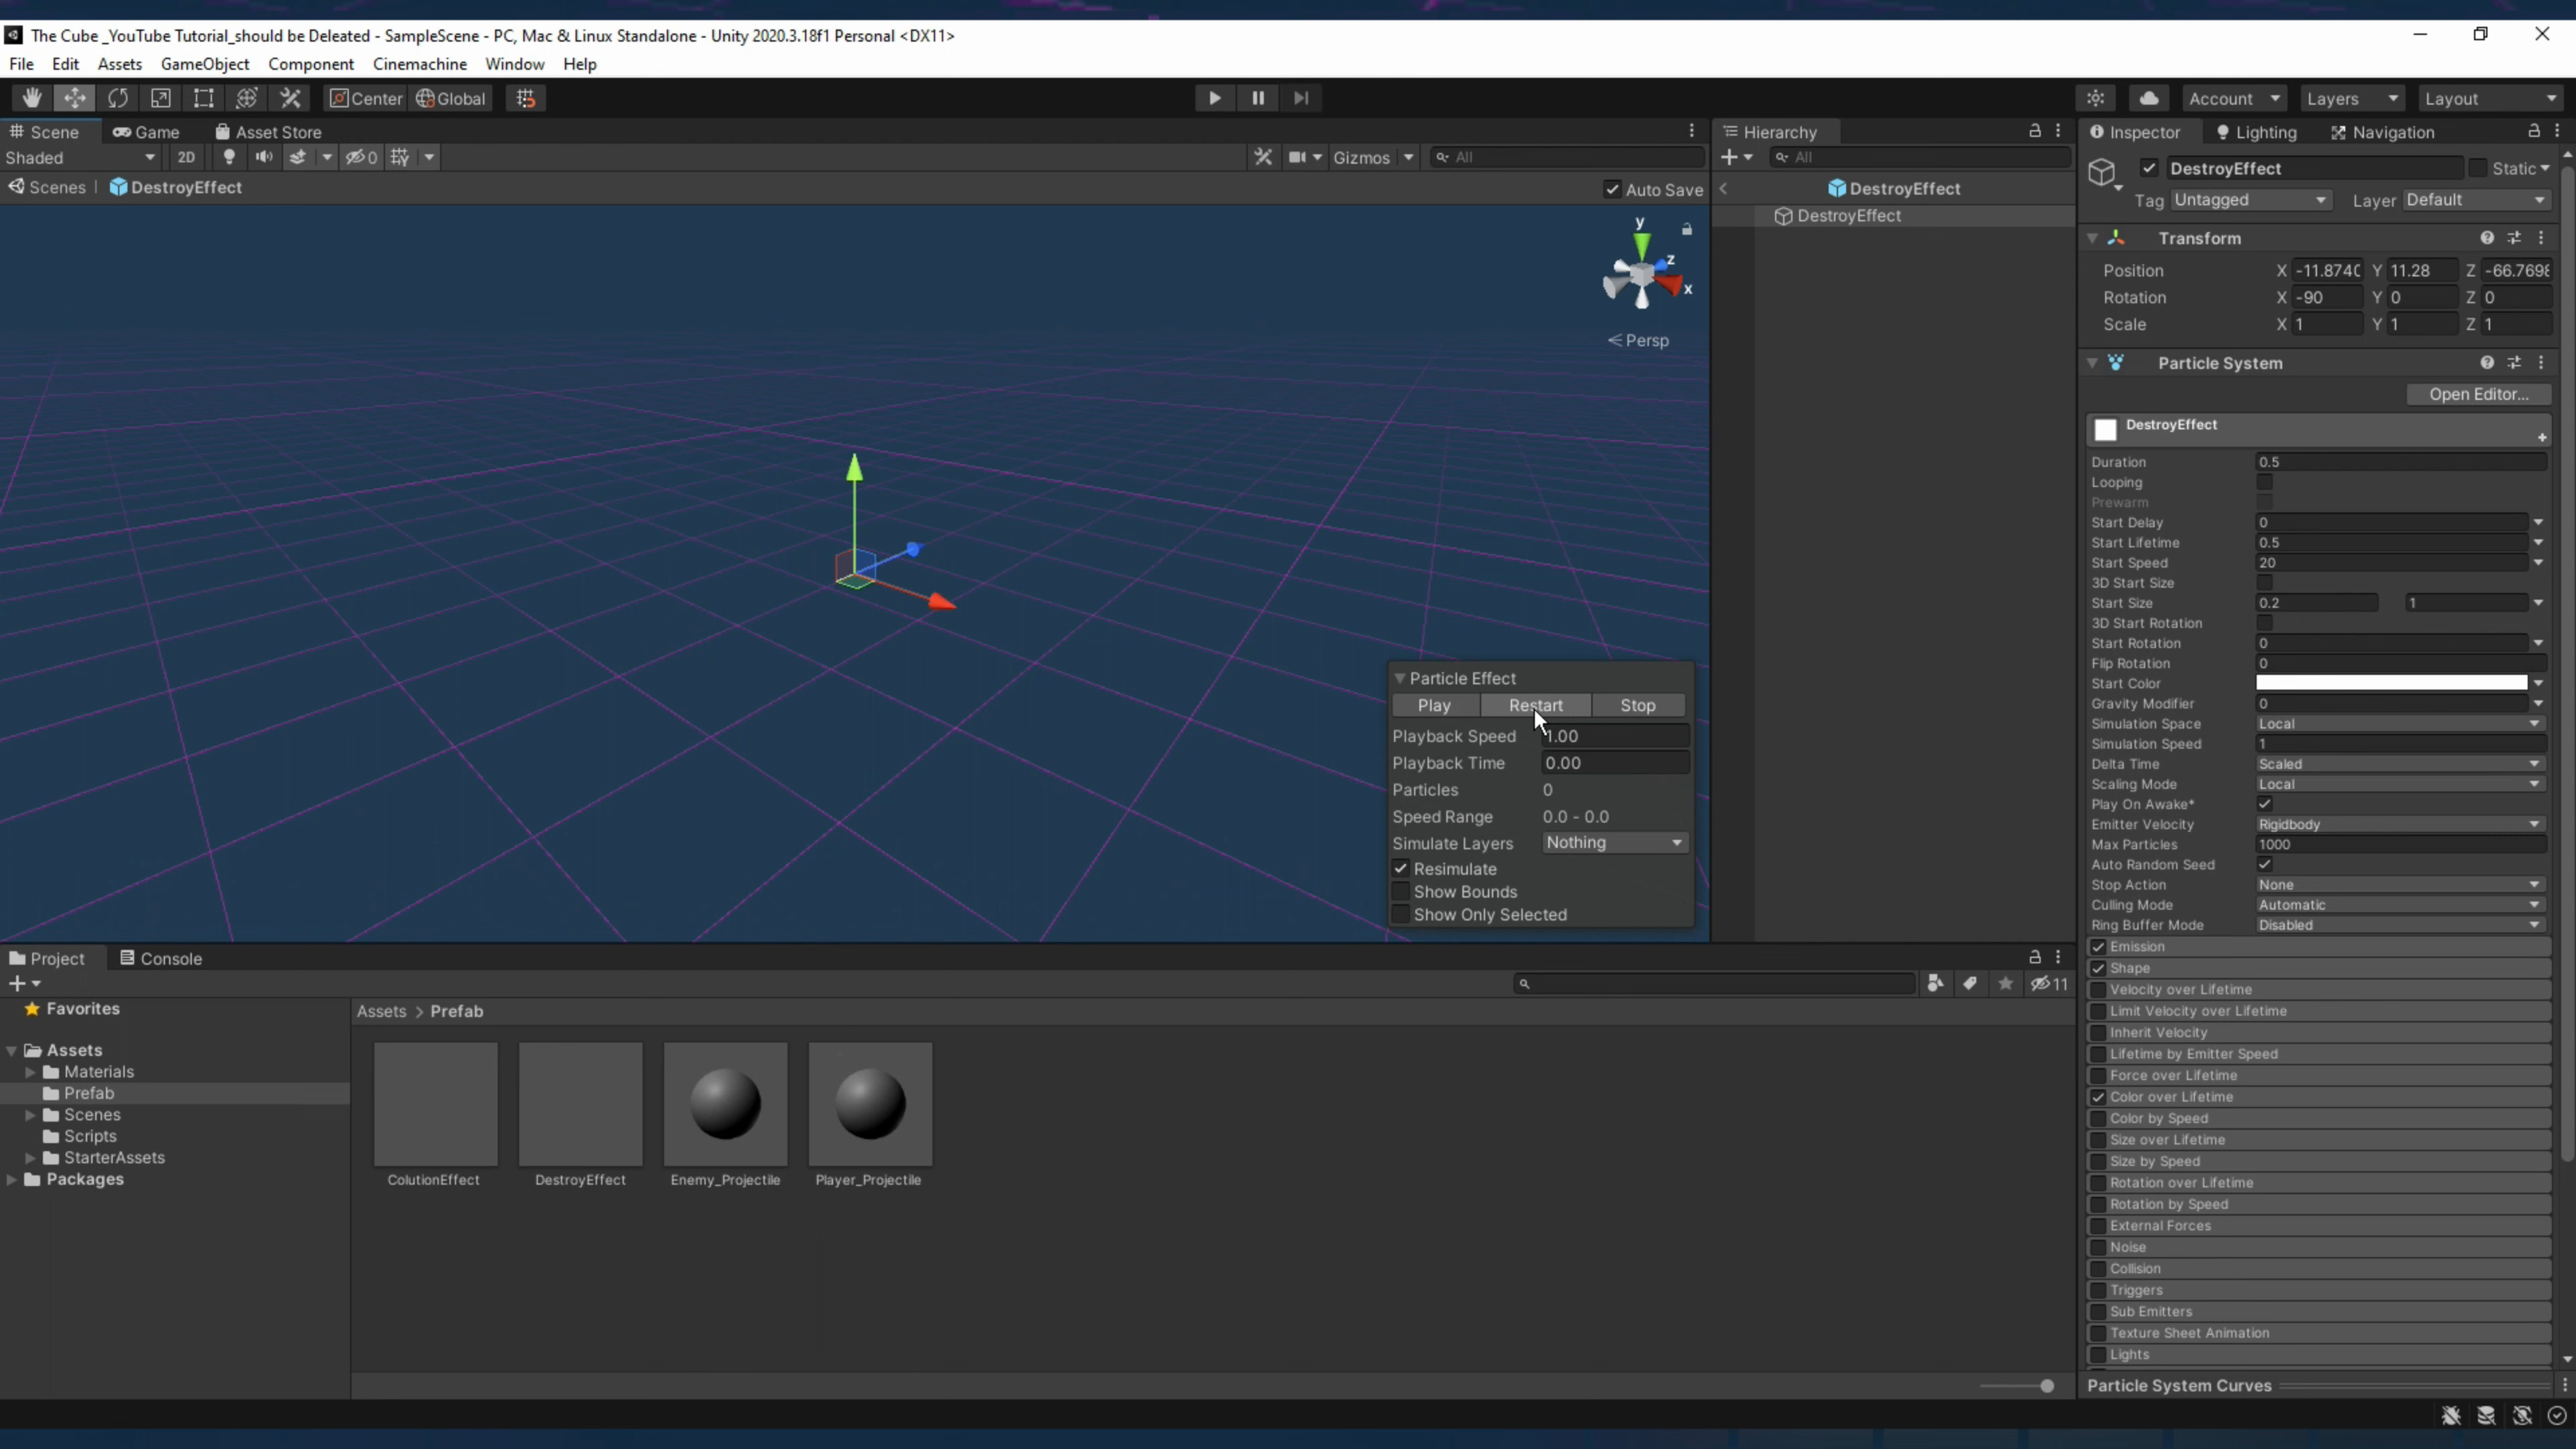 The Cube _YouTube Tutorial_should be Deleated - SampleScene - PC, Mac & Linux Standalone - Unity 2020.3.18f1 Personal <DX11>
File Edit Assets GameObject Component Cinemachine Window Help
Center Global Account Layers Layout
Scene Game Asset Store
Shaded 2D 0 Gizmos All
Scenes DestroyEffect Auto Save
y
z
x
Persp
Particle Effect
Play Restart Stop
Playback Speed 1.00
Playback Time 0.00
Particles 0
Speed Range 0.0 - 0.0
Simulate Layers Nothing
Resimulate
Show Bounds
Show Only Selected
Hierarchy
All
DestroyEffect
DestroyEffect
Inspector Lighting Navigation
DestroyEffect Static
Tag Untagged Layer Default
Transform
Position X -11.8740 Y 11.28 Z -66.7698
Rotation X -90 Y 0 Z 0
Scale X 1 Y 1 Z 1
Particle System
Open Editor...
DestroyEffect
Duration 0.5
Looping
Prewarm
Start Delay 0
Start Lifetime 0.5
Start Speed 20
3D Start Size
Start Size 0.2 1
3D Start Rotation
Start Rotation 0
Flip Rotation 0
Start Color
Gravity Modifier 0
Simulation Space Local
Simulation Speed 1
Delta Time Scaled
Scaling Mode Local
Play On Awake*
Emitter Velocity Rigidbody
Max Particles 1000
Auto Random Seed
Stop Action None
Culling Mode Automatic
Ring Buffer Mode Disabled
Emission
Shape
Velocity over Lifetime
Limit Velocity over Lifetime
Inherit Velocity
Lifetime by Emitter Speed
Force over Lifetime
Color over Lifetime
Color by Speed
Size over Lifetime
Size by Speed
Rotation over Lifetime
Rotation by Speed
External Forces
Noise
Collision
Triggers
Sub Emitters
Texture Sheet Animation
Lights
Particle System Curves
Project Console
11
Favorites
Assets
Materials
Prefab
Scenes
Scripts
StarterAssets
Packages
Assets > Prefab
ColutionEffect DestroyEffect Enemy_Projectile Player_Projectile